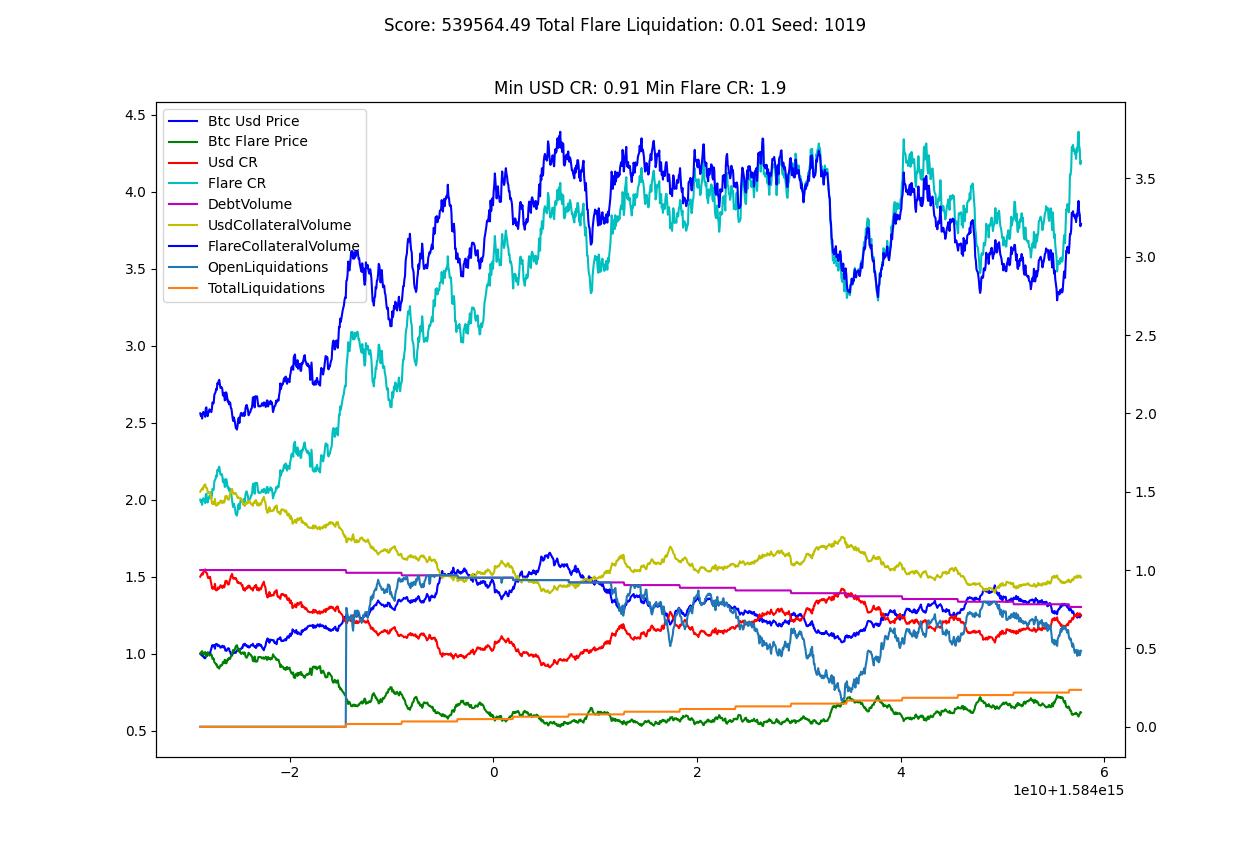 Score: 539564.49 Total Flare Liquidation: 0.01 Seed: 1019
Min USD CR: 0.91 Min Flare CR: 1.9
Btc Usd Price
Btc Flare Price
Usd CR
Flare CR
DebtVolume
UsdCollateralVolume
FlareCollateralVolume
OpenLiquidations
TotalLiquidations
4.5
4.0
3.5
3.0
2.5
2.0
1.5
1.0
0.5
3.5
3.0
2.5
2.0
1.5
1.0
0.5
0.0
−2 0 2 4 6
1e10+1.584e15